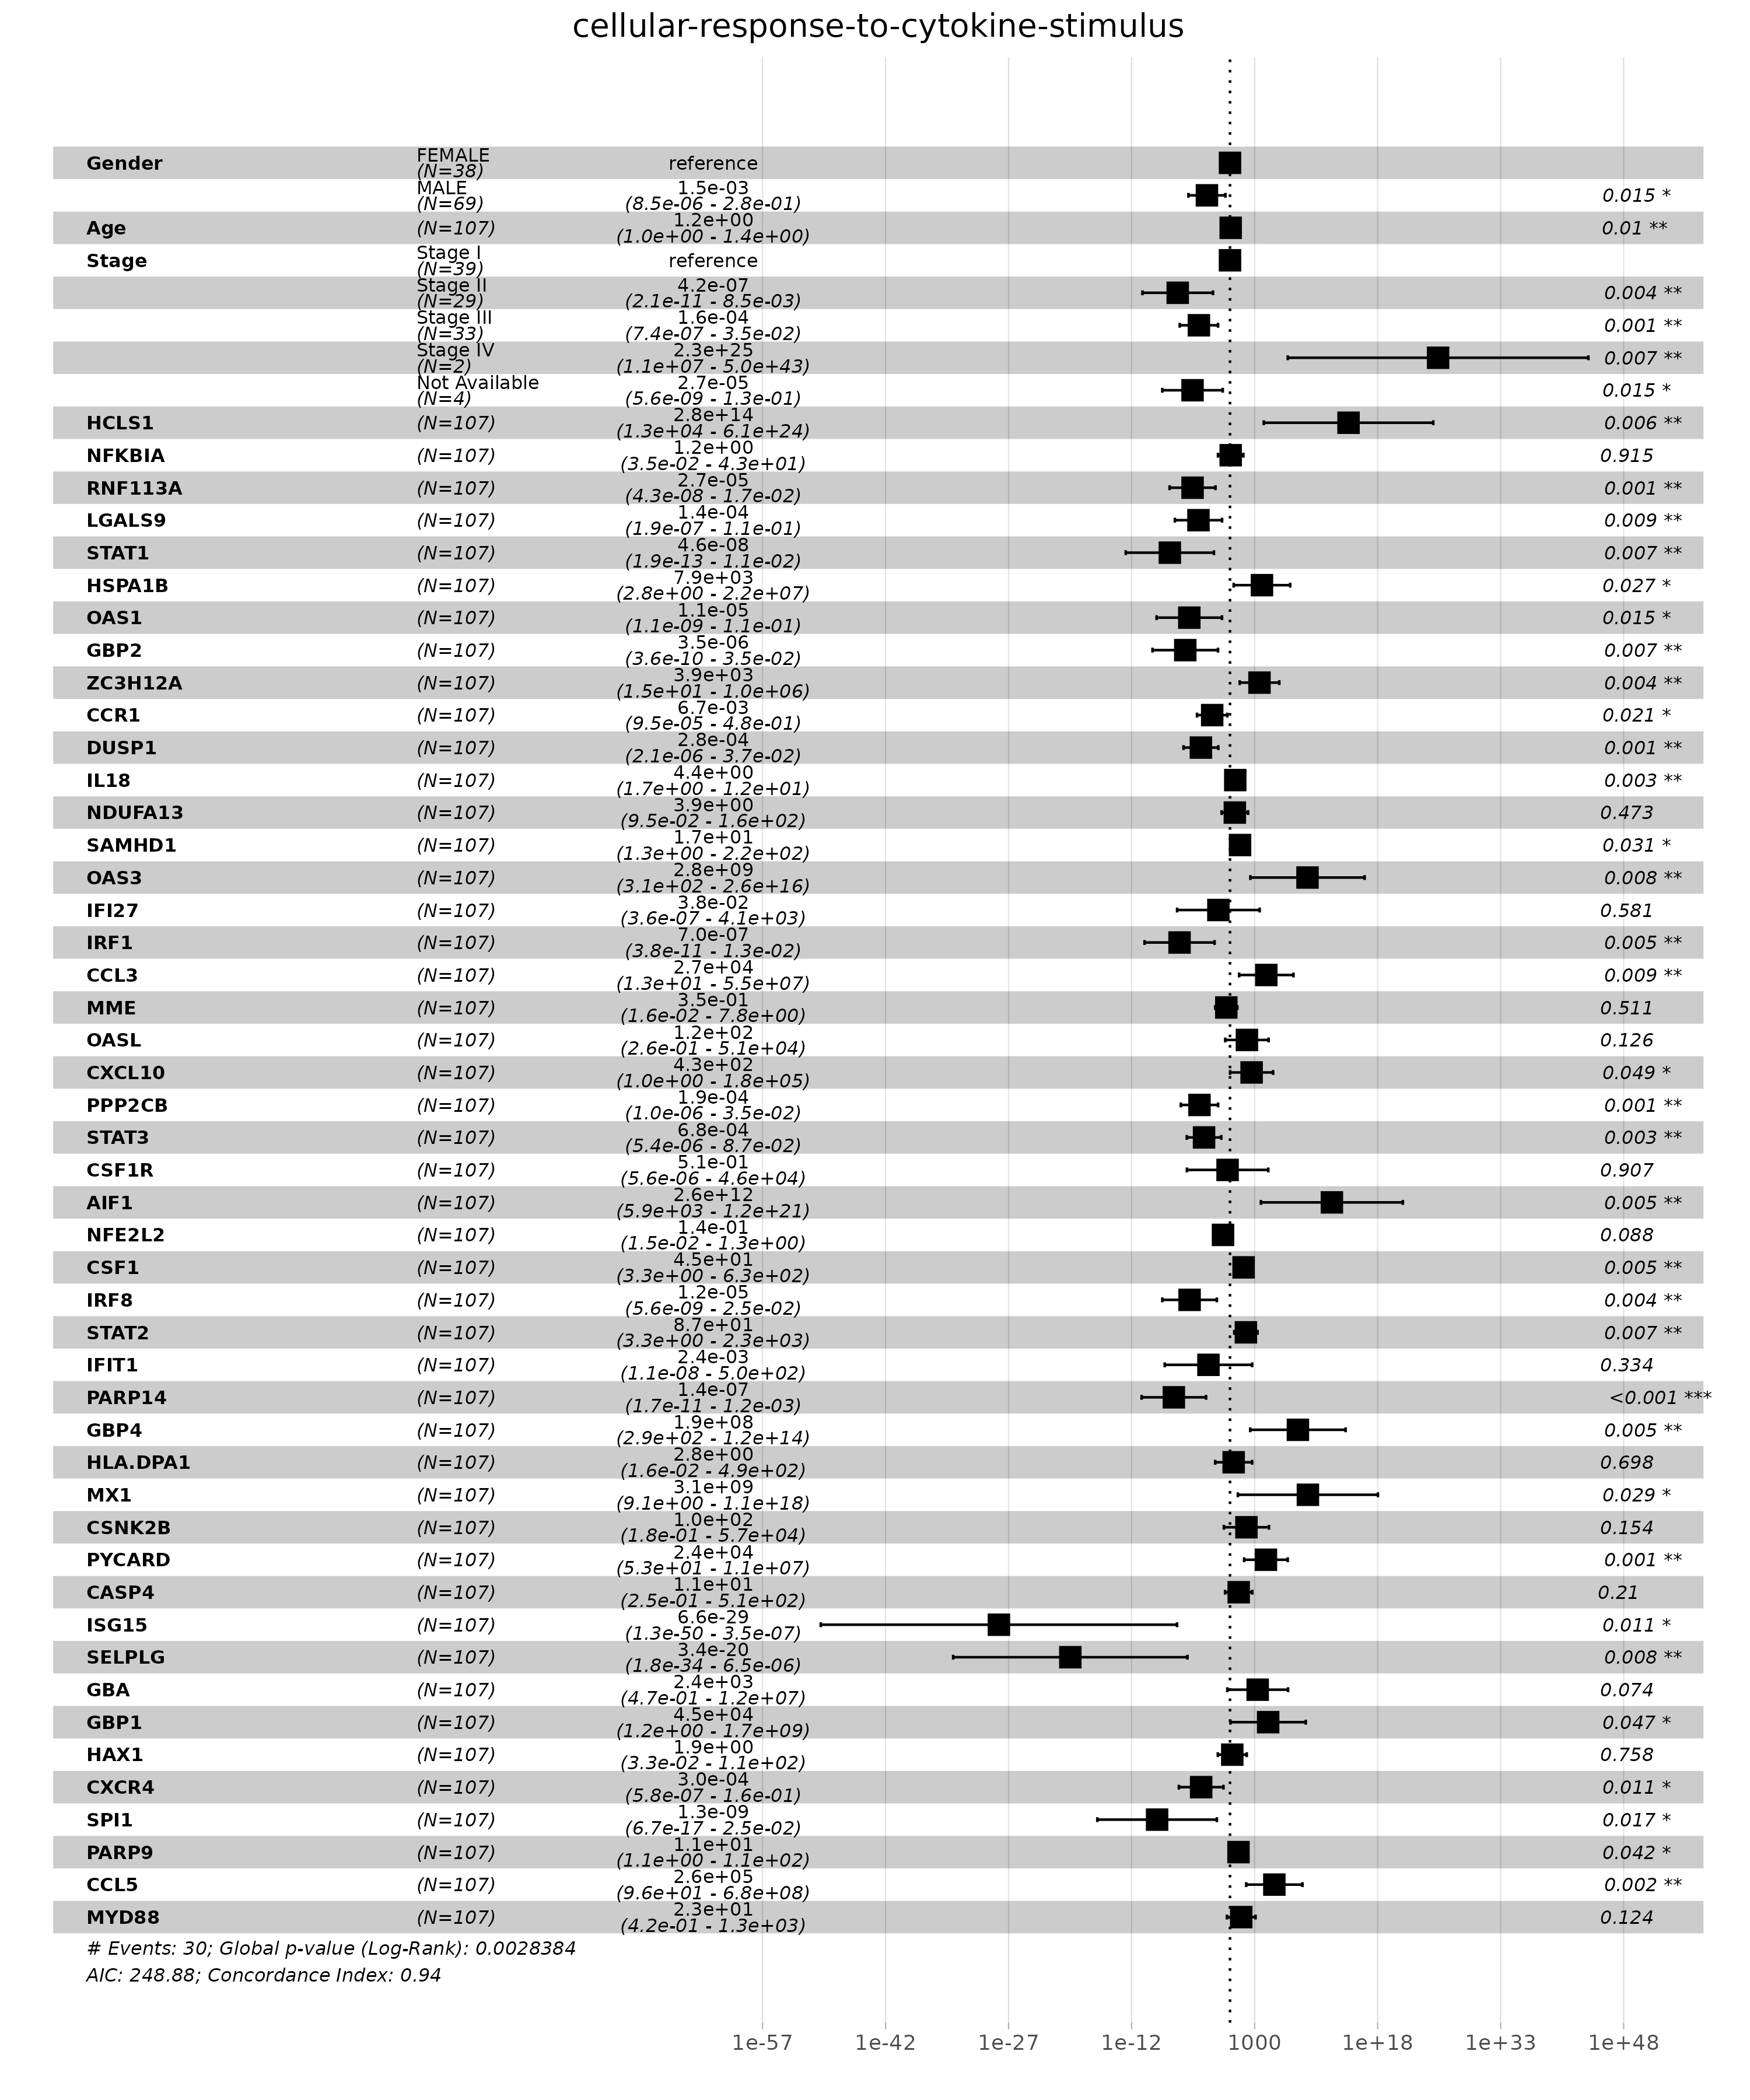 cellular-response-to-cytokine-stimulus
Gender FEMALE (N=38) reference
MALE (N=69) 1.5e-03 (8.5e-06 - 2.8e-01) 0.015 *
Age (N=107) 1.2e+00 (1.0e+00 - 1.4e+00) 0.01 **
Stage Stage I (N=39) reference
Stage II (N=29) 4.2e-07 (2.1e-11 - 8.5e-03) 0.004 **
Stage III (N=33) 1.6e-04 (7.4e-07 - 3.5e-02) 0.001 **
Stage IV (N=2) 2.3e+25 (1.1e+07 - 5.0e+43) 0.007 **
Not Available (N=4) 2.7e-05 (5.6e-09 - 1.3e-01) 0.015 *
HCLS1 (N=107) 2.8e+14 (1.3e+04 - 6.1e+24) 0.006 **
NFKBIA (N=107) 1.2e+00 (3.5e-02 - 4.3e+01) 0.915
RNF113A (N=107) 2.7e-05 (4.3e-08 - 1.7e-02) 0.001 **
LGALS9 (N=107) 1.4e-04 (1.9e-07 - 1.1e-01) 0.009 **
STAT1 (N=107) 4.6e-08 (1.9e-13 - 1.1e-02) 0.007 **
HSPA1B (N=107) 7.9e+03 (2.8e+00 - 2.2e+07) 0.027 *
OAS1 (N=107) 1.1e-05 (1.1e-09 - 1.1e-01) 0.015 *
GBP2 (N=107) 3.5e-06 (3.6e-10 - 3.5e-02) 0.007 **
ZC3H12A (N=107) 3.9e+03 (1.5e+01 - 1.0e+06) 0.004 **
CCR1 (N=107) 6.7e-03 (9.5e-05 - 4.8e-01) 0.021 *
DUSP1 (N=107) 2.8e-04 (2.1e-06 - 3.7e-02) 0.001 **
IL18 (N=107) 4.4e+00 (1.7e+00 - 1.2e+01) 0.003 **
NDUFA13 (N=107) 3.9e+00 (9.5e-02 - 1.6e+02) 0.473
SAMHD1 (N=107) 1.7e+01 (1.3e+00 - 2.2e+02) 0.031 *
OAS3 (N=107) 2.8e+09 (3.1e+02 - 2.6e+16) 0.008 **
IFI27 (N=107) 3.8e-02 (3.6e-07 - 4.1e+03) 0.581
IRF1 (N=107) 7.0e-07 (3.8e-11 - 1.3e-02) 0.005 **
CCL3 (N=107) 2.7e+04 (1.3e+01 - 5.5e+07) 0.009 **
MME (N=107) 3.5e-01 (1.6e-02 - 7.8e+00) 0.511
OASL (N=107) 1.2e+02 (2.6e-01 - 5.1e+04) 0.126
CXCL10 (N=107) 4.3e+02 (1.0e+00 - 1.8e+05) 0.049 *
PPP2CB (N=107) 1.9e-04 (1.0e-06 - 3.5e-02) 0.001 **
STAT3 (N=107) 6.8e-04 (5.4e-06 - 8.7e-02) 0.003 **
CSF1R (N=107) 5.1e-01 (5.6e-06 - 4.6e+04) 0.907
AIF1 (N=107) 2.6e+12 (5.9e+03 - 1.2e+21) 0.005 **
NFE2L2 (N=107) 1.4e-01 (1.5e-02 - 1.3e+00) 0.088
CSF1 (N=107) 4.5e+01 (3.3e+00 - 6.3e+02) 0.005 **
IRF8 (N=107) 1.2e-05 (5.6e-09 - 2.5e-02) 0.004 **
STAT2 (N=107) 8.7e+01 (3.3e+00 - 2.3e+03) 0.007 **
IFIT1 (N=107) 2.4e-03 (1.1e-08 - 5.0e+02) 0.334
PARP14 (N=107) 1.4e-07 (1.7e-11 - 1.2e-03) <0.001 ***
GBP4 (N=107) 1.9e+08 (2.9e+02 - 1.2e+14) 0.005 **
HLA.DPA1 (N=107) 2.8e+00 (1.6e-02 - 4.9e+02) 0.698
MX1 (N=107) 3.1e+09 (9.1e+00 - 1.1e+18) 0.029 *
CSNK2B (N=107) 1.0e+02 (1.8e-01 - 5.7e+04) 0.154
PYCARD (N=107) 2.4e+04 (5.3e+01 - 1.1e+07) 0.001 **
CASP4 (N=107) 1.1e+01 (2.5e-01 - 5.1e+02) 0.21
ISG15 (N=107) 6.6e-29 (1.3e-50 - 3.5e-07) 0.011 *
SELPLG (N=107) 3.4e-20 (1.8e-34 - 6.5e-06) 0.008 **
GBA (N=107) 2.4e+03 (4.7e-01 - 1.2e+07) 0.074
GBP1 (N=107) 4.5e+04 (1.2e+00 - 1.7e+09) 0.047 *
HAX1 (N=107) 1.9e+00 (3.3e-02 - 1.1e+02) 0.758
CXCR4 (N=107) 3.0e-04 (5.8e-07 - 1.6e-01) 0.011 *
SPI1 (N=107) 1.3e-09 (6.7e-17 - 2.5e-02) 0.017 *
PARP9 (N=107) 1.1e+01 (1.1e+00 - 1.1e+02) 0.042 *
CCL5 (N=107) 2.6e+05 (9.6e+01 - 6.8e+08) 0.002 **
MYD88 (N=107) 2.3e+01 (4.2e-01 - 1.3e+03) 0.124
# Events: 30; Global p-value (Log-Rank): 0.0028384
AIC: 248.88; Concordance Index: 0.94
1e-57 1e-42 1e-27 1e-12 1000 1e+18 1e+33 1e+48